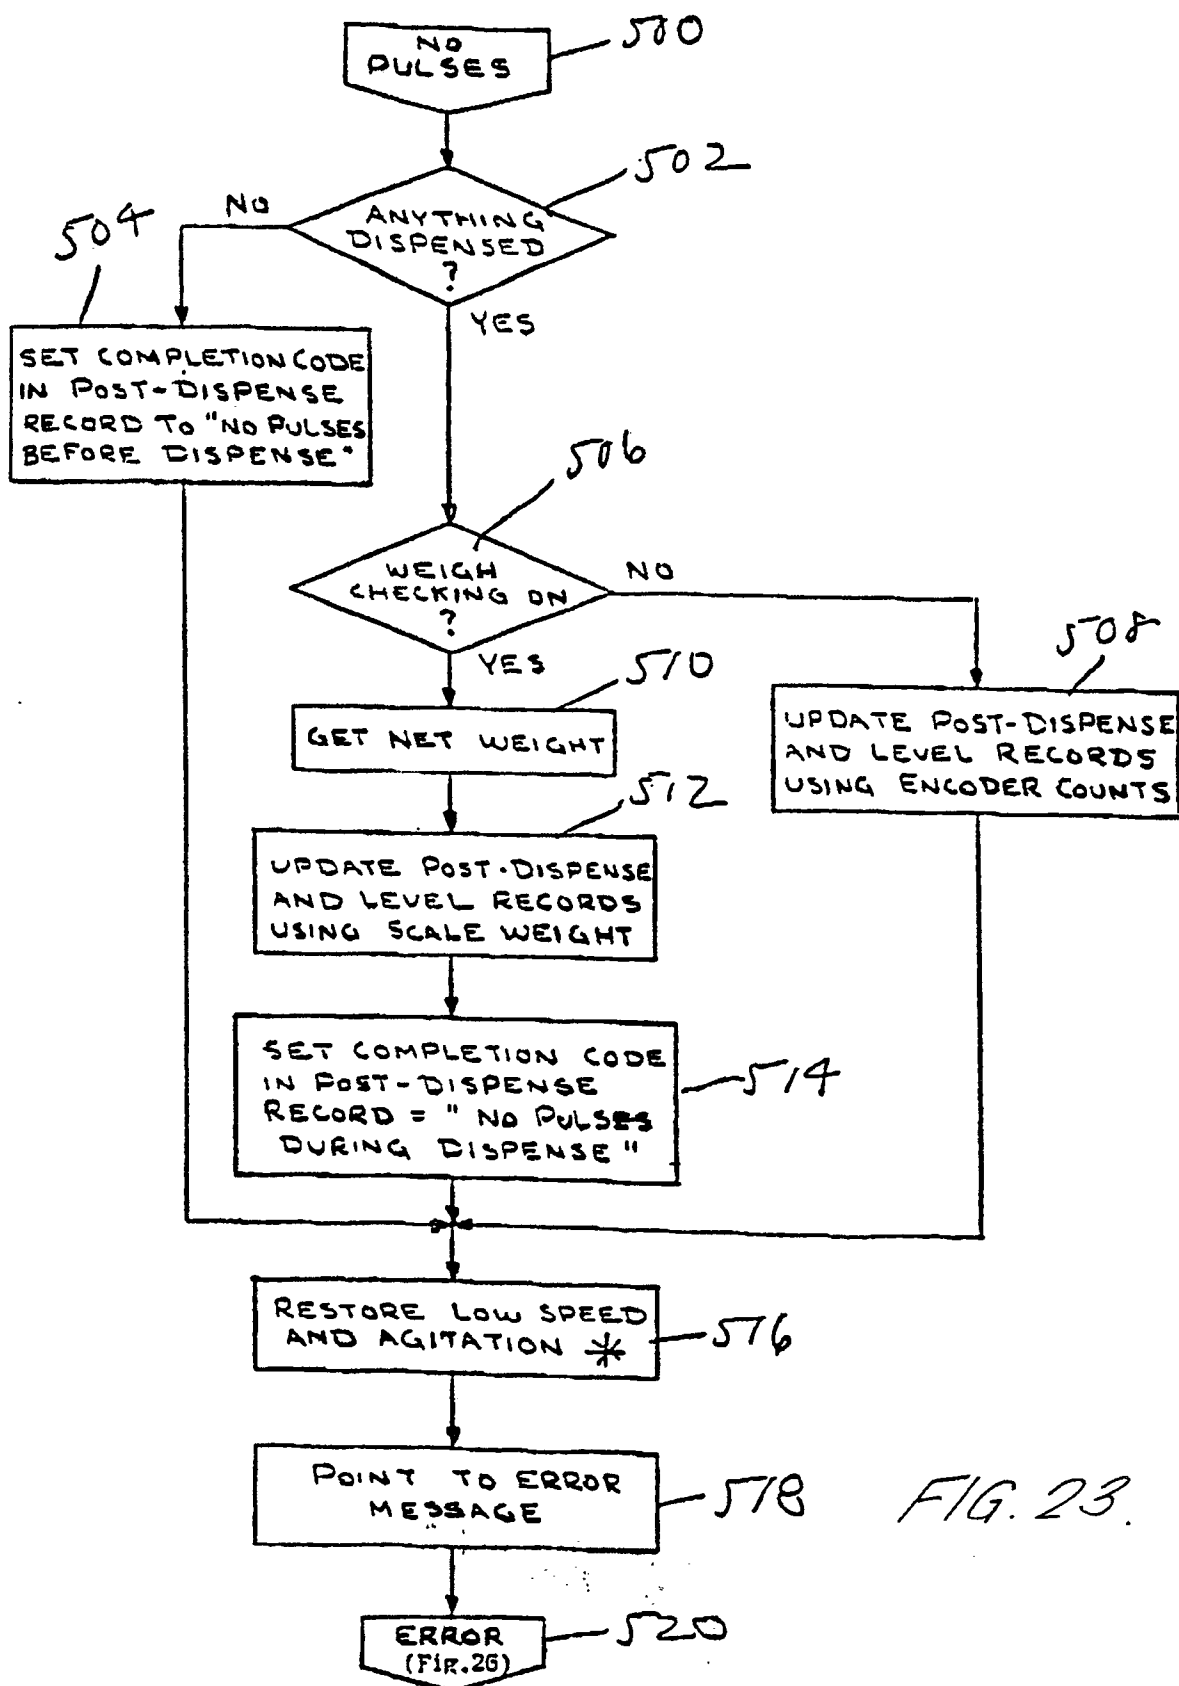 NO
PULSES
500
502
ANYTHING
DISPENSED
?
NO
YES
504
SET COMPLETION CODE
IN POST-DISPENSE
RECORD TO "NO PULSES
BEFORE DISPENSE"
506
WEIGH
CHECKING ON
?
NO
YES
508
UPDATE POST-DISPENSE
AND LEVEL RECORDS
USING ENCODER COUNTS
510
GET NET WEIGHT
512
UPDATE POST-DISPENSE
AND LEVEL RECORDS
USING SCALE WEIGHT
SET COMPLETION CODE
IN POST-DISPENSE
RECORD = "NO PULSES
DURING DISPENSE"
514
RESTORE LOW SPEED
AND AGITATION *
516
POINT TO ERROR
MESSAGE
518
FIG. 23.
ERROR
(Fig.26)
520